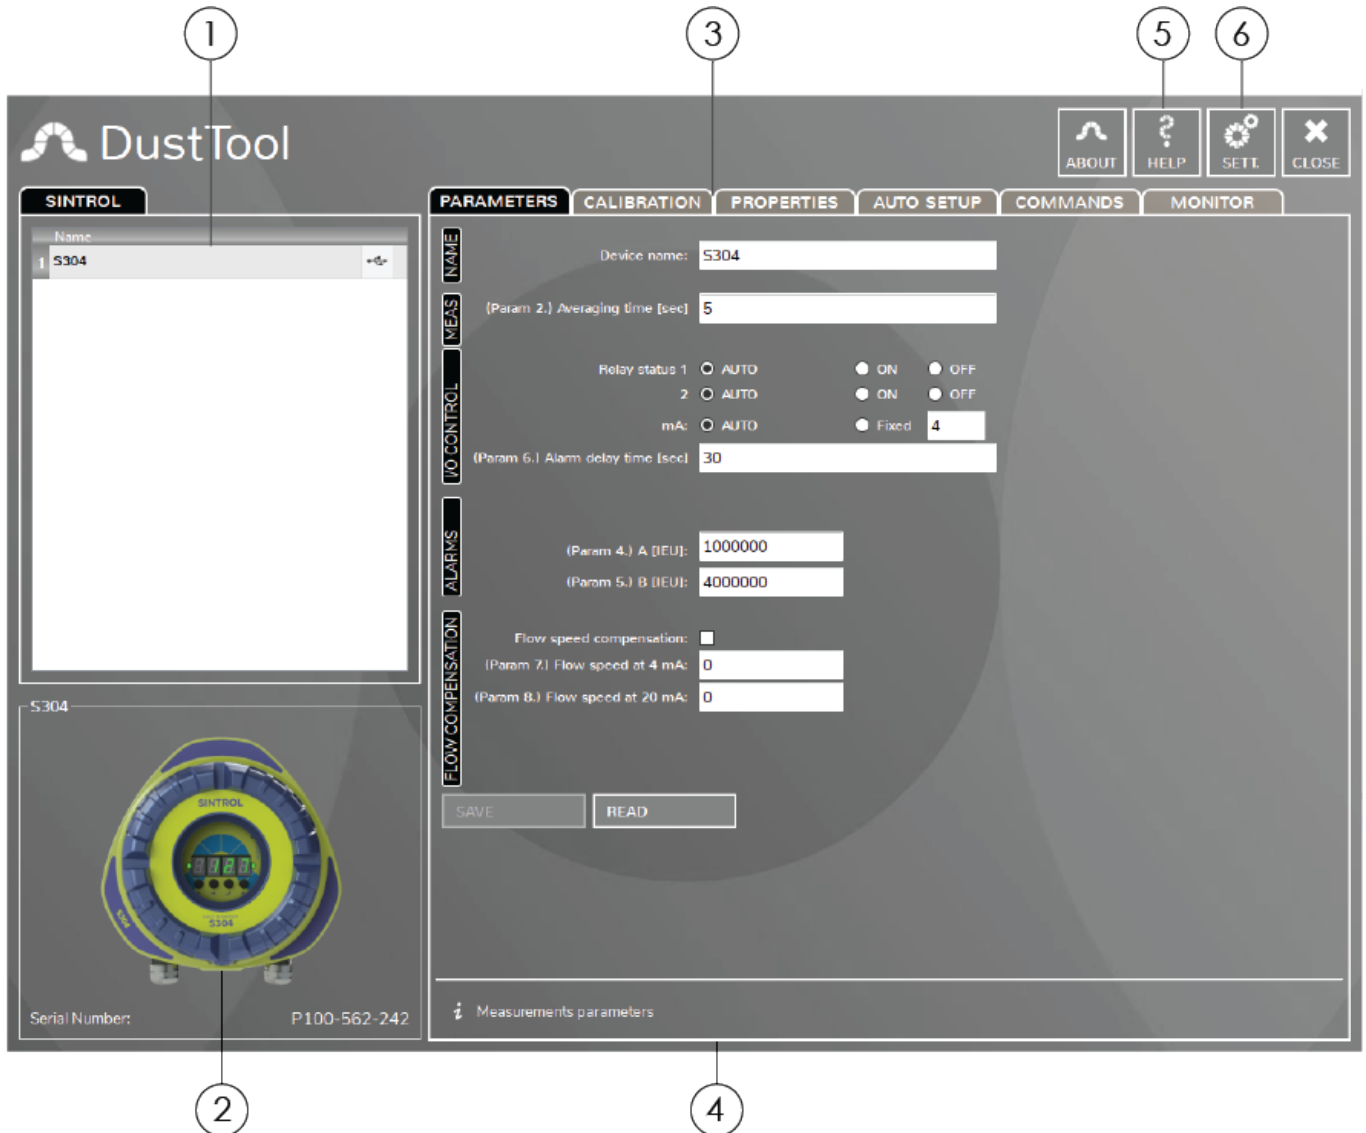 1
3
5
6
DustTool
ABOUT
HELP
SETT.
CLOSE
SINTROL
Name
1 S304
S304
SINTROL
S304
S304
Serial Number: P100-562-242
PARAMETERS CALIBRATION PROPERTIES AUTO SETUP COMMANDS MONITOR
NAME
Device name: S304
MEAS
(Param 2.) Averaging time [sec] 5
I/O CONTROL
Relay status 1 AUTO ON OFF
2 AUTO ON OFF
mA: AUTO Fixed 4
(Param 6.) Alarm delay time [sec] 30
ALARMS
(Param 4.) A [IEU]: 1000000
(Param 5.) B [IEU]: 4000000
FLOW COMPENSATION
Flow speed compensation:
(Param 7.) Flow speed at 4 mA: 0
(Param 8.) Flow speed at 20 mA: 0
SAVE READ
i Measurements parameters
2
4